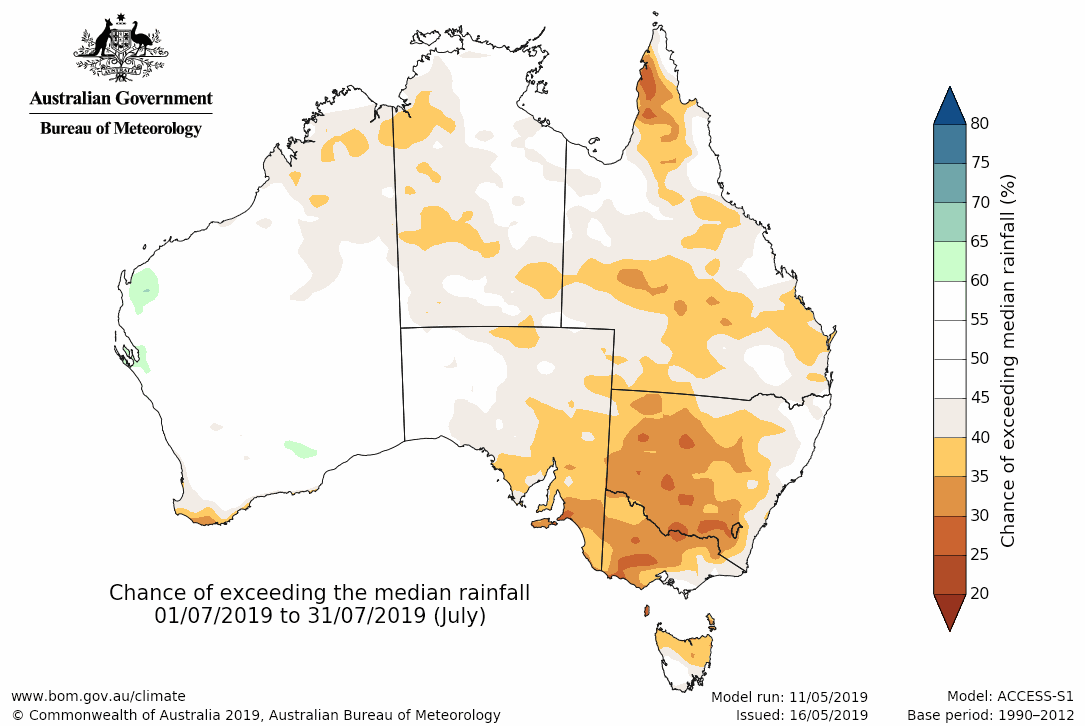 Australian Government
Bureau of Meteorology
80
75
70
65
60
55
50
45
40
35
30
25
20
Chance of exceeding median rainfall (%)
Chance of exceeding the median rainfall
01/07/2019 to 31/07/2019 (July)
www.bom.gov.au/climate
© Commonwealth of Australia 2019, Australian Bureau of Meteorology
Model run: 11/05/2019
Issued: 16/05/2019
Model: ACCESS-S1
Base period: 1990–2012